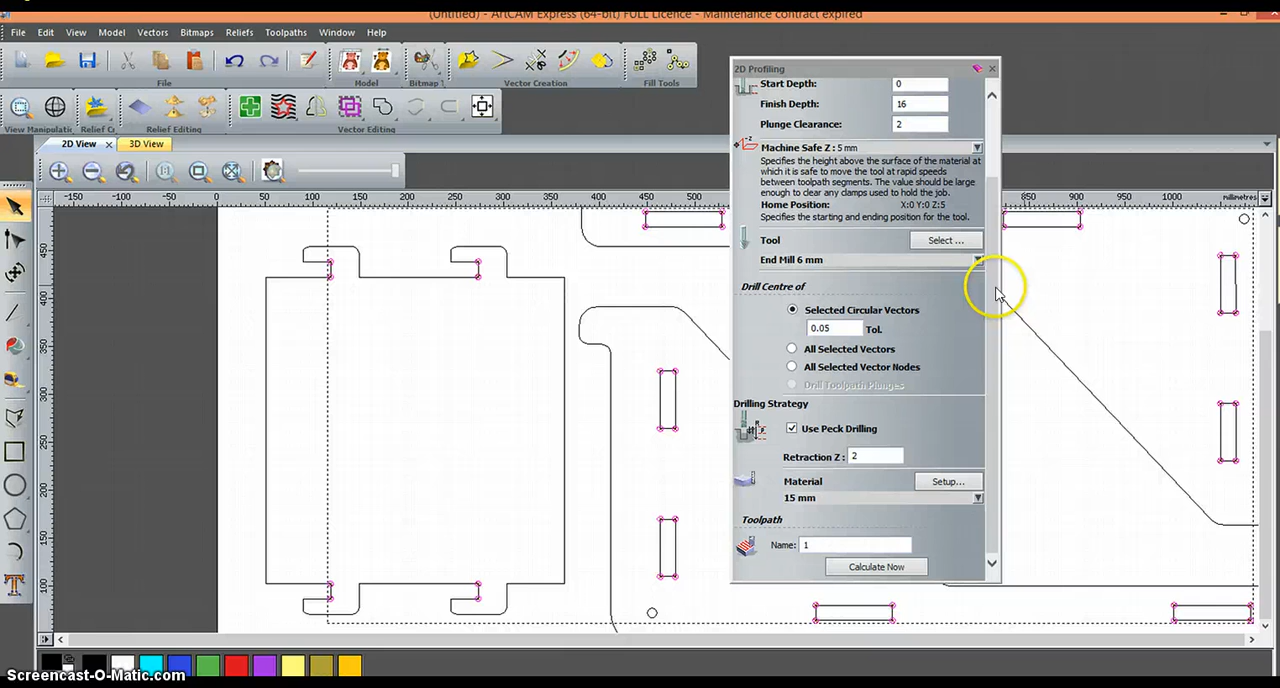 (Untitled) - ArtCAM Express (64-bit) FULL Licence - Maintenance contract expired
File Edit View Model Vectors Bitmaps Reliefs Toolpaths Window Help
File Model Bitmap Vector Creation Fill Tools
View Manipulati Relief Cr Relief Editing Vector Editing
2D View 3D View
2D Profiling
Start Depth: 0
Finish Depth: 16
Plunge Clearance: 2
Machine Safe Z : 5 mm
Specifies the height above the surface of the material at
which it is safe to move the tool at rapid speeds
between toolpath segments. The value should be large
enough to clear any damps used to hold the job.
Home Position: X:0 Y:0 Z:5
Specifies the starting and ending position for the tool.
Tool Select ...
End Mill 6 mm
Drill Centre of
Selected Circular Vectors
0.05 Tol.
All Selected Vectors
All Selected Vector Nodes
Drill Toolpath Plunges
Drilling Strategy
Use Peck Drilling
Retraction Z : 2
Material Setup...
15 mm
Toolpath
Name: 1
Calculate Now
-150 -100 -50 0 50 100 150 200 250 300 350 400 450 500 850 900 950 1000 millimetres
450
400
350
300
250
200
150
100
Screencast-O-Matic.com